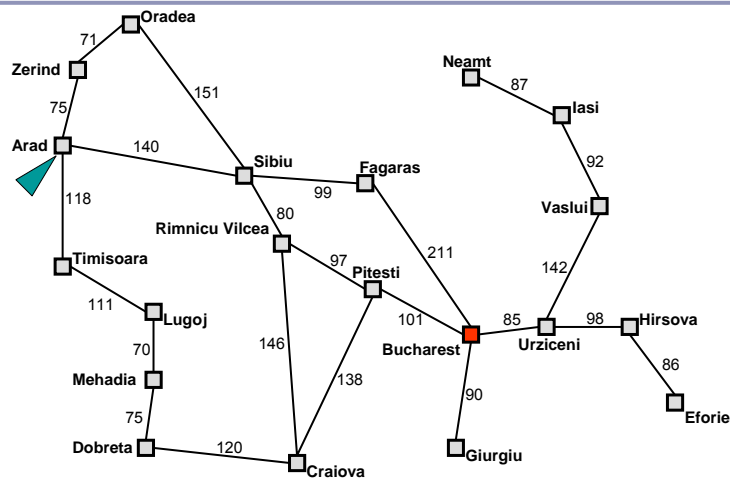 Oradea
71
Neamt
Zerind
87
151
75
Iasi
Arad
140
92
Sibiu
Fagaras
99
118
80
Vaslui
Rimnicu Vilcea
211
97
Timisoara
142
Pitesti
111
101
85
98
Hirsova
Lugoj
146
Bucharest
Urziceni
70
86
Mehadia
138
90
75
Eforie
Dobreta
120
Giurgiu
Craiova